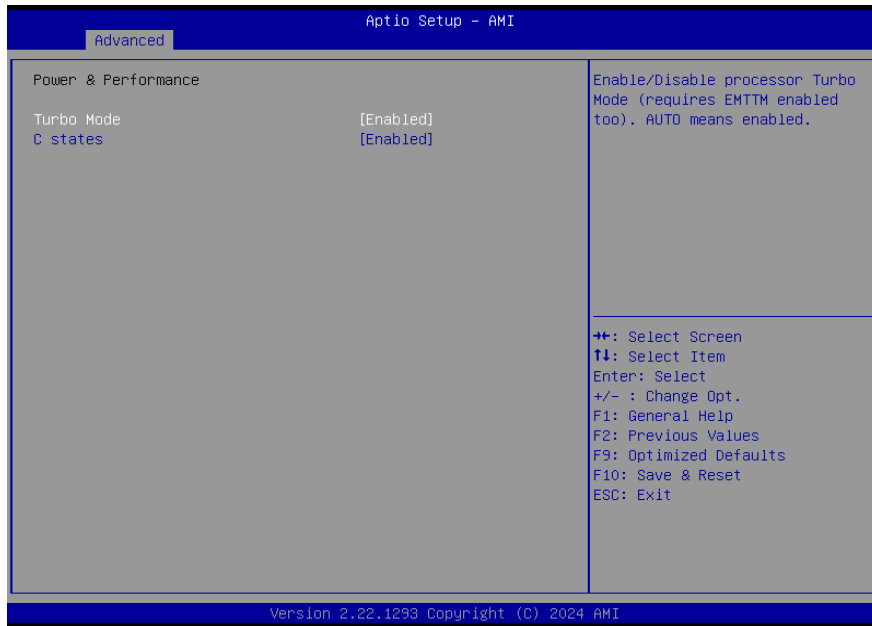 Aptio Setup – AMI
Advanced
Power & Performance
Turbo Mode [Enabled]
C states [Enabled]
Enable/Disable processor Turbo
Mode (requires EMTTM enabled
too). AUTO means enabled.
→←: Select Screen
↑↓: Select Item
Enter: Select
+/- : Change Opt.
F1: General Help
F2: Previous Values
F9: Optimized Defaults
F10: Save & Reset
ESC: Exit
Version 2.22.1293 Copyright (C) 2024 AMI